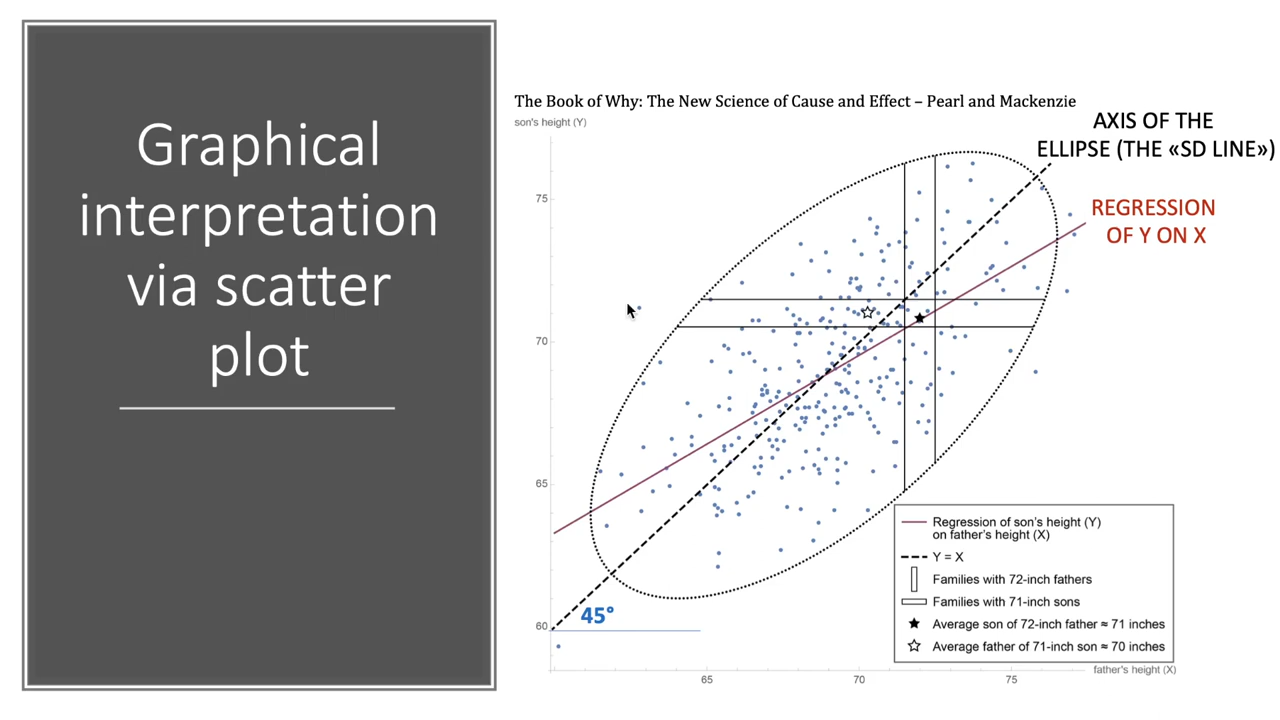 Graphical
interpretation
via scatter
plot
The Book of Why: The New Science of Cause and Effect – Pearl and Mackenzie
son's height (Y)
AXIS OF THE
ELLIPSE (THE «SD LINE»)
REGRESSION
OF Y ON X
75
70
65
60
45°
65
70
75
father's height (X)
Regression of son's height (Y)
on father's height (X)
Y = X
Families with 72-inch fathers
Families with 71-inch sons
Average son of 72-inch father ≈ 71 inches
Average father of 71-inch son ≈ 70 inches